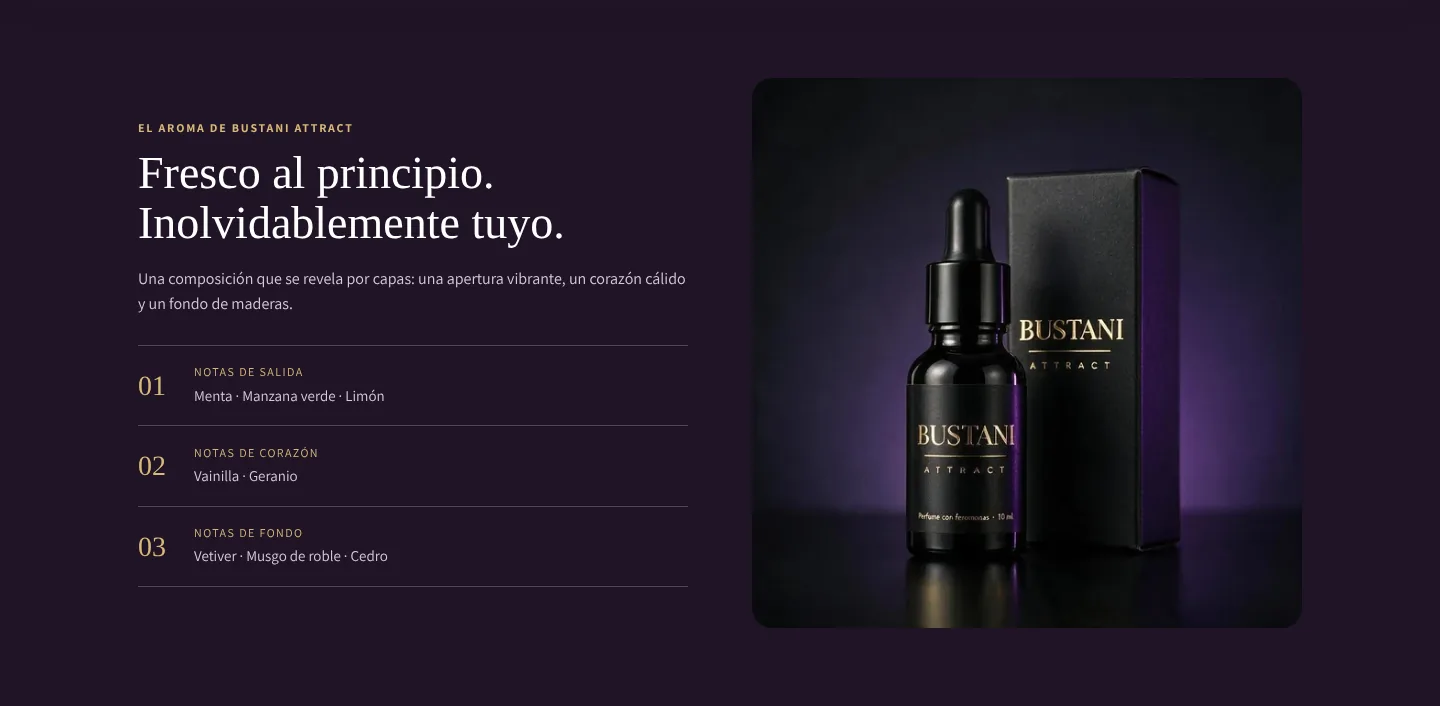 EL AROMA DE BUSTANI ATTRACT
Fresco al principio.
Inolvidablemente tuyo.
Una composición que se revela por capas: una apertura vibrante, un corazón cálido
y un fondo de maderas.
01
NOTAS DE SALIDA
Menta · Manzana verde · Limón
02
NOTAS DE CORAZÓN
Vainilla · Geranio
03
NOTAS DE FONDO
Vetiver · Musgo de roble · Cedro
BUSTANI
ATTRACT
BUSTANI
ATTRACT
Perfume con feromonas · 10 ml